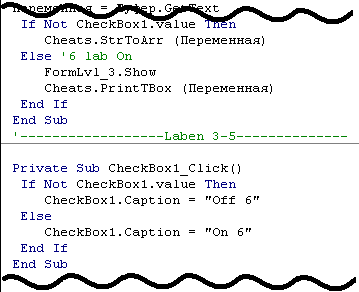 Переменная = Буфер.GetText
If Not CheckBox1.value Then
Cheats.StrToArr (Переменная)
Else '6 lab On
FormLvl_3.Show
Cheats.PrintTBox (Переменная)
End If
End Sub
'-------------------Laben 3-5---------------
Private Sub CheckBox1_Click()
If Not CheckBox1.value Then
CheckBox1.Caption = "Off 6"
Else
CheckBox1.Caption = "On 6"
End If
End Sub